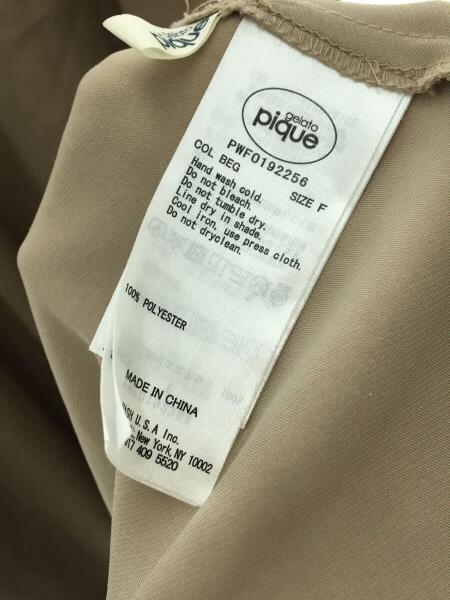 gelato
pique
PWF0192256
COL BEG SIZE F
Hand wash cold.
Do not bleach.
Do not tumble dry.
Line dry in shade.
Cool iron, use press cloth.
Do not dryclean.
100% POLYESTER
MADE IN CHINA
U.S.A Inc.
New York, NY 10002
409 5520